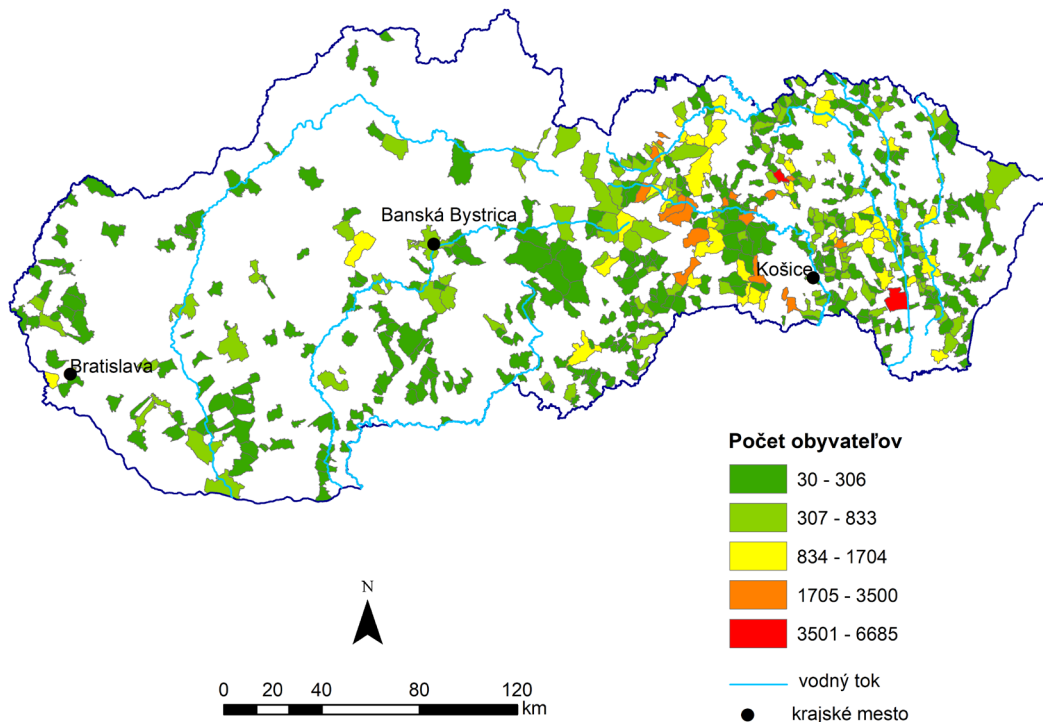 Banská Bystrica
Košice
Bratislava
Počet obyvateľov
30 - 306
307 - 833
834 - 1704
1705 - 3500
3501 - 6685
vodný tok
krajské mesto
N
0 20 40 80 120
km